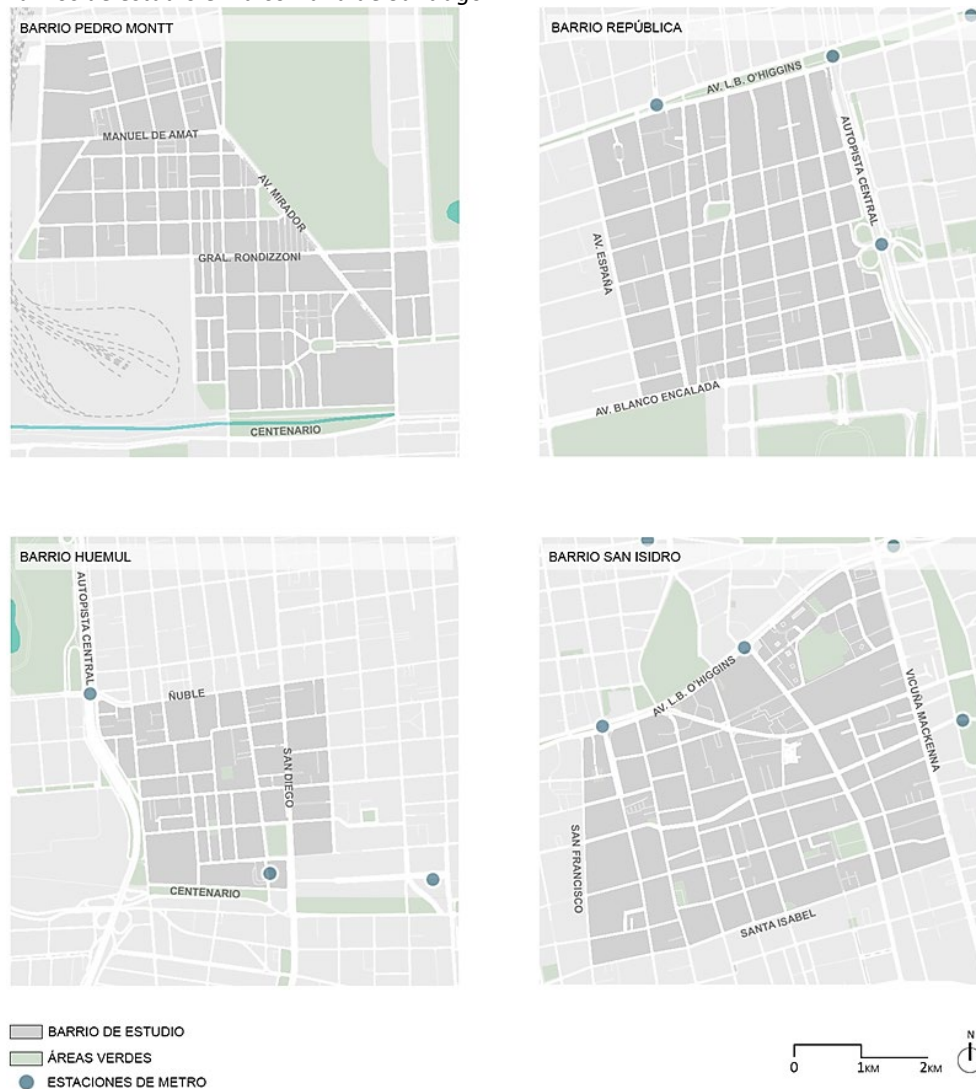 BARRIO PEDRO MONTT
MANUEL DE AMAT
AV. MIRADOR
GRAL. RONDIZZONI
CENTENARIO
BARRIO REPÚBLICA
AV. L.B. O'HIGGINS
AUTOPISTA CENTRAL
AV. ESPAÑA
AV. BLANCO ENCALADA
BARRIO HUEMUL
AUTOPISTA CENTRAL
ÑUBLE
SAN DIEGO
CENTENARIO
BARRIO SAN ISIDRO
AV. L.B. O'HIGGINS
VICUÑA MACKENNA
SAN FRANCISCO
SANTA ISABEL
BARRIO DE ESTUDIO
ÁREAS VERDES
ESTACIONES DE METRO
0 1KM 2KM
N